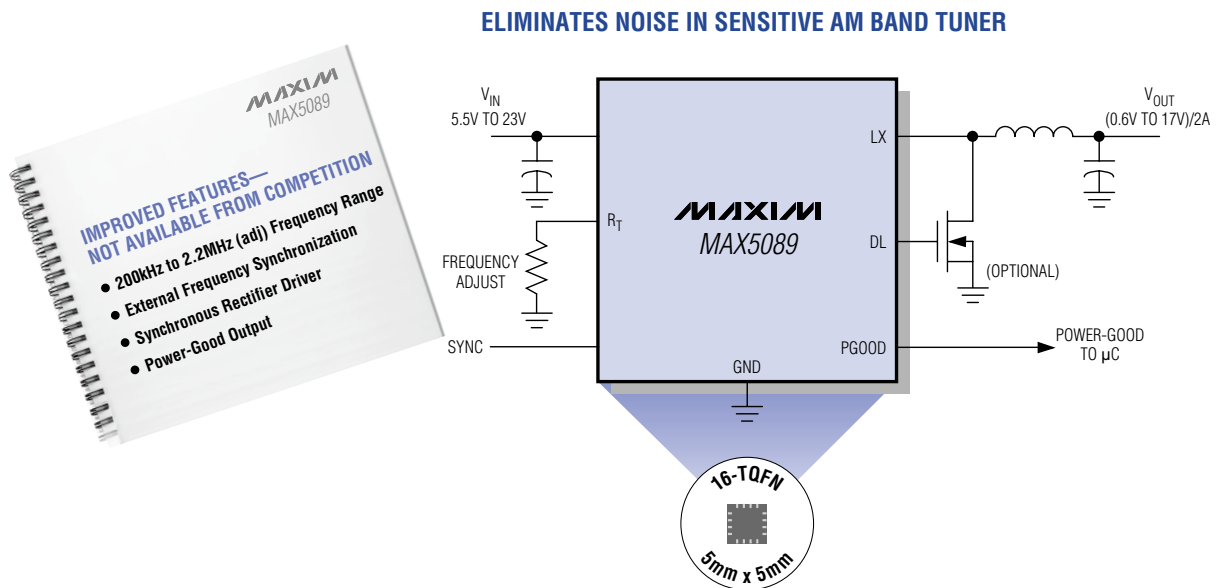 ELIMINATES NOISE IN SENSITIVE AM BAND TUNER
MAXIM
MAX5089
IMPROVED FEATURES—
NOT AVAILABLE FROM COMPETITION
• 200kHz to 2.2MHz (adj) Frequency Range
• External Frequency Synchronization
• Synchronous Rectifier Driver
• Power-Good Output
VIN
5.5V TO 23V
RT
FREQUENCY
ADJUST
SYNC
MAXIM
MAX5089
LX
DL
PGOOD
GND
VOUT
(0.6V TO 17V)/2A
(OPTIONAL)
POWER-GOOD
TO µC
16-TQFN
5mm x 5mm